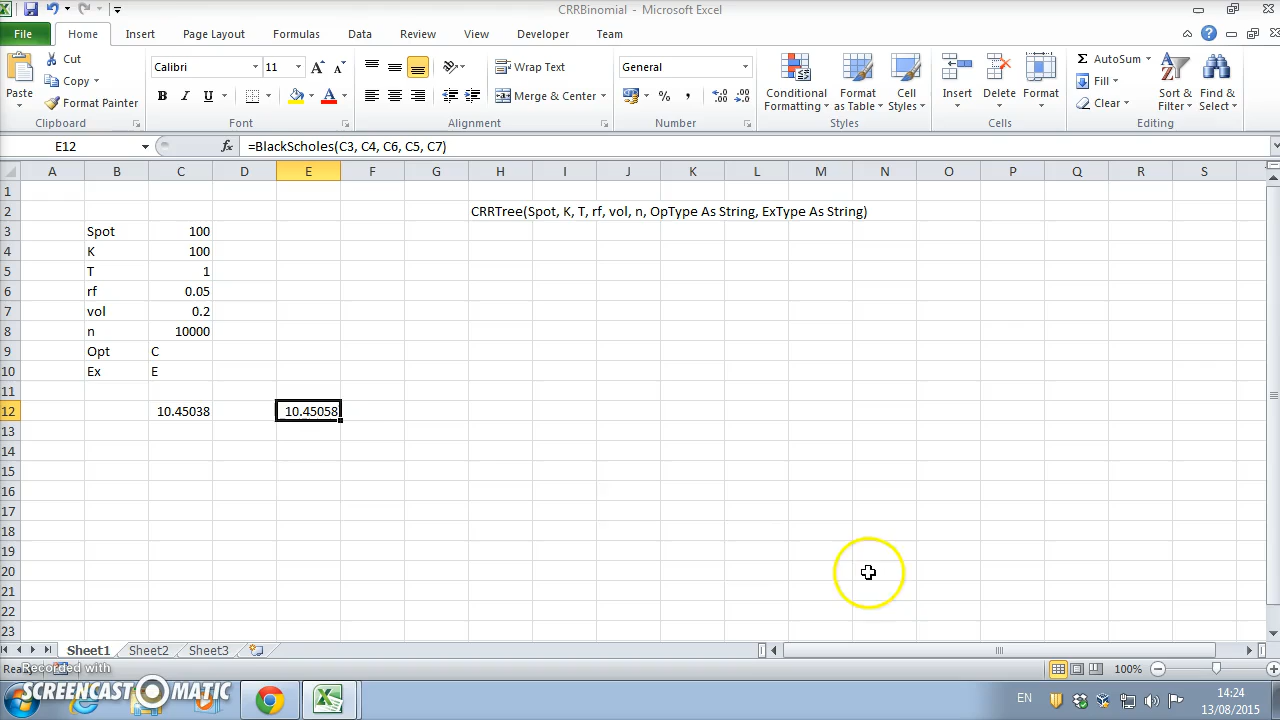 CRRBinomial - Microsoft Excel
File Home Insert Page Layout Formulas Data Review View Developer Team
Paste
Cut
Copy
Format Painter
Calibri 11
B I U A
Wrap Text
Merge & Center
General
%
Conditional Formatting
Format as Table
Cell Styles
Insert
Delete
Format
AutoSum
Fill
Clear
Sort & Filter
Find & Select
Clipboard Font Alignment Number Styles Cells Editing
E12 fx =BlackScholes(C3, C4, C6, C5, C7)
A B C D E F G H I J K L M N O P Q R S
1
2 CRRTree(Spot, K, T, rf, vol, n, OpType As String, ExType As String)
3 Spot 100
4 K 100
5 T 1
6 rf 0.05
7 vol 0.2
8 n 10000
9 Opt C
10 Ex E
11
12 10.45038 10.45058
13
14
15
16
17
18
19
20
21
22
23
Sheet1 Sheet2 Sheet3
Recorded with
100%
SCREENCAST-O-MATIC
EN 14:24
13/08/2015